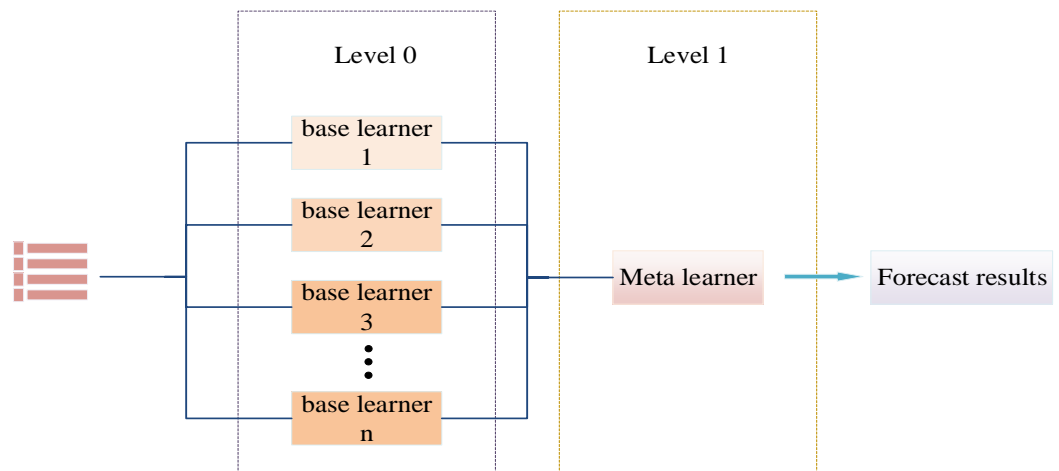 Level 0
Level 1
base learner
1
base learner
2
base learner
3
base learner
n
Meta learner
Forecast results